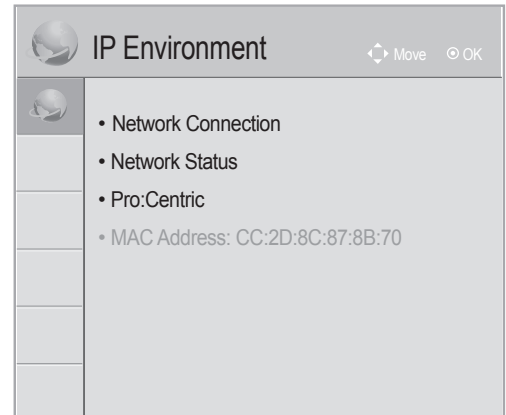 IP Environment
Move OK
• Network Connection
• Network Status
• Pro:Centric
• MAC Address: CC:2D:8C:87:8B:70